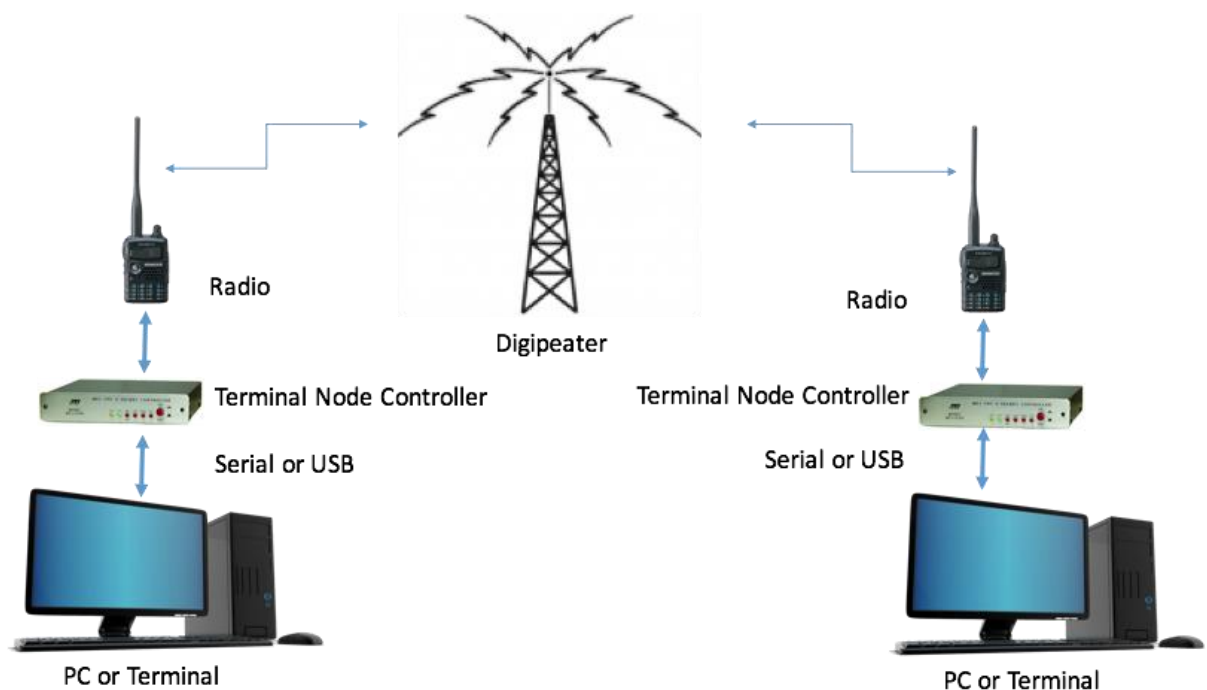 Radio
Radio
Digipeater
Terminal Node Controller
Terminal Node Controller
Serial or USB
Serial or USB
PC or Terminal
PC or Terminal